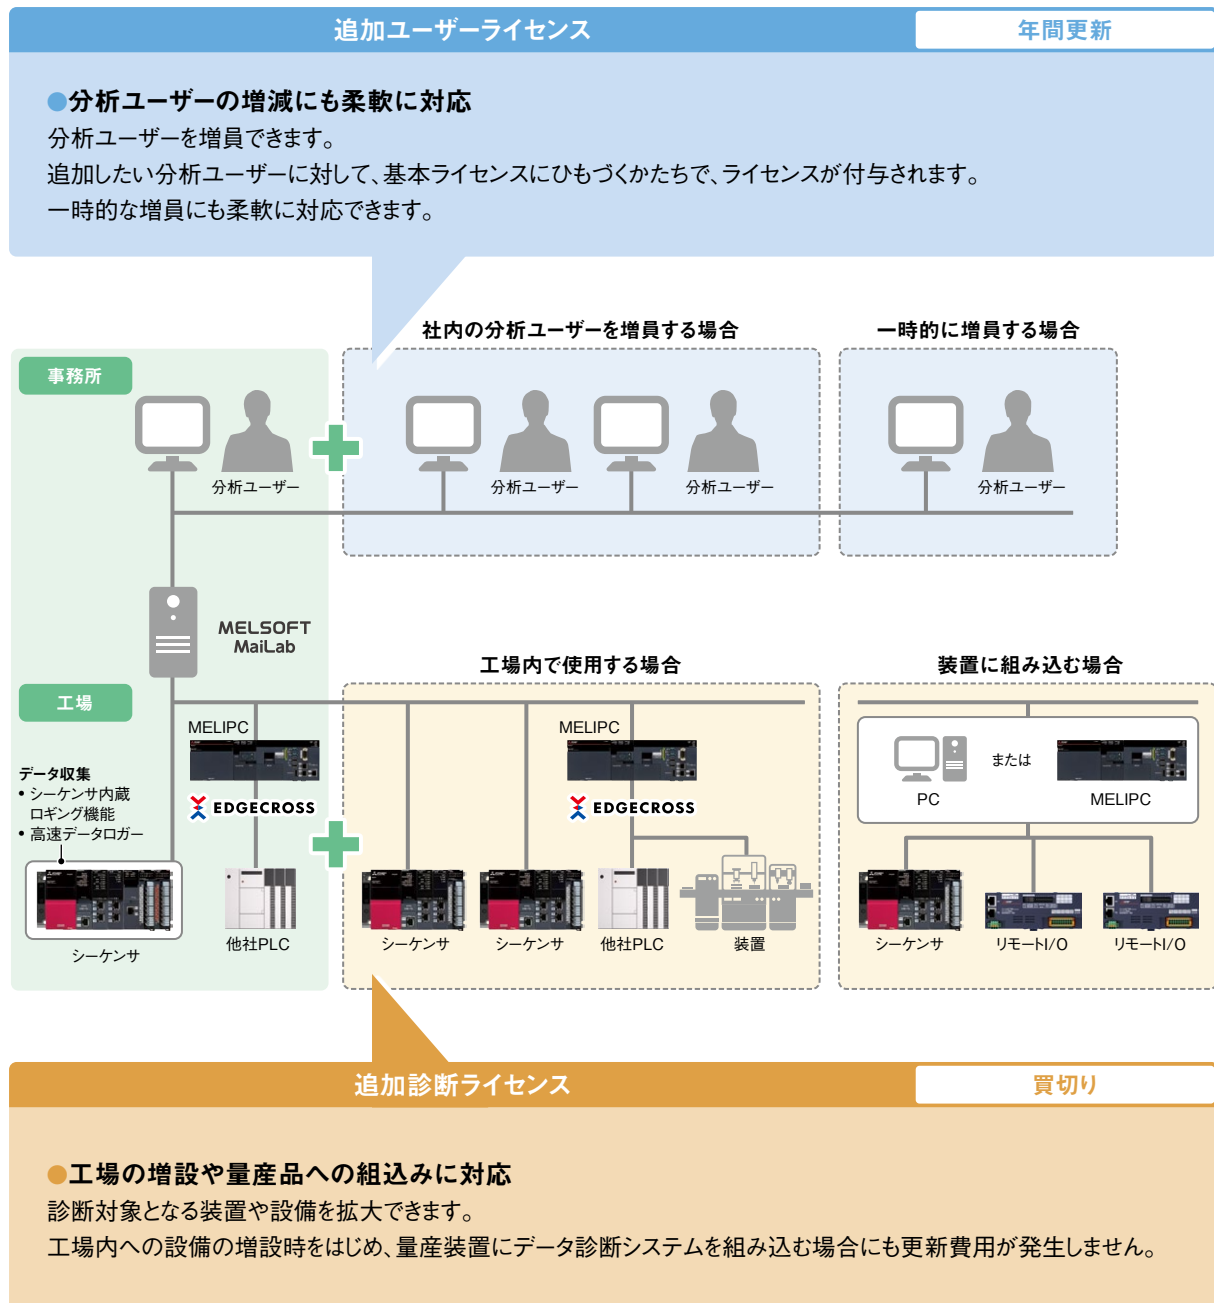 追加ユーザーライセンス
年間更新
●分析ユーザーの増減にも柔軟に対応
分析ユーザーを増員できます。
追加したい分析ユーザーに対して、基本ライセンスにひもづくかたちで、ライセンスが付与されます。
一時的な増員にも柔軟に対応できます。
社内の分析ユーザーを増員する場合
一時的に増員する場合
事務所
分析ユーザー
分析ユーザー
分析ユーザー
分析ユーザー
MELSOFT
MaiLab
工場内で使用する場合
装置に組み込む場合
工場
MELIPC
MELIPC
データ収集
• シーケンサ内蔵
ロギング機能
• 高速データロガー
EDGECROSS
EDGECROSS
または
PC
MELIPC
シーケンサ
他社PLC
シーケンサ
シーケンサ
他社PLC
装置
シーケンサ
リモートI/O
リモートI/O
追加診断ライセンス
買切り
●工場の増設や量産品への組込みに対応
診断対象となる装置や設備を拡大できます。
工場内への設備の増設時をはじめ、量産装置にデータ診断システムを組み込む場合にも更新費用が発生しません。